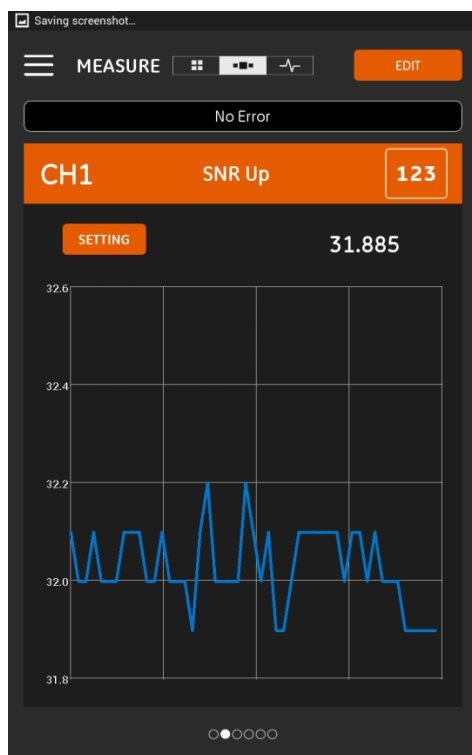 Saving screenshot...
MEASURE
EDIT
No Error
CH1 SNR Up 123
SETTING 31.885
32.6
32.4
32.2
32.0
31.8